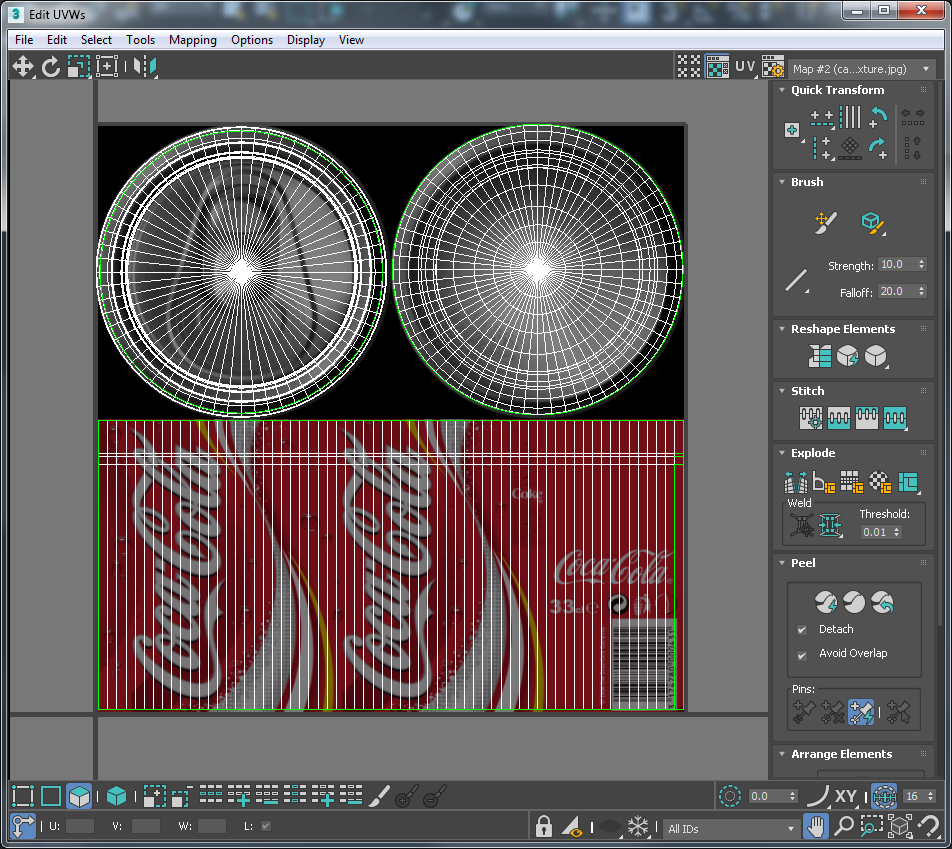 3 Edit UVWs
File Edit Select Tools Mapping Options Display View
UV Map #2 (ca...xture.jpg)
Quick Transform
Brush
Strength: 10.0
Falloff: 20.0
Reshape Elements
Stitch
Explode
Weld
Threshold:
0.01
Peel
Detach
Avoid Overlap
Pins:
Arrange Elements
Coca-Cola
Coca-Cola
Coke
Coca-Cola
33cl e
0.0 XY 16
U: V: W: L: All IDs